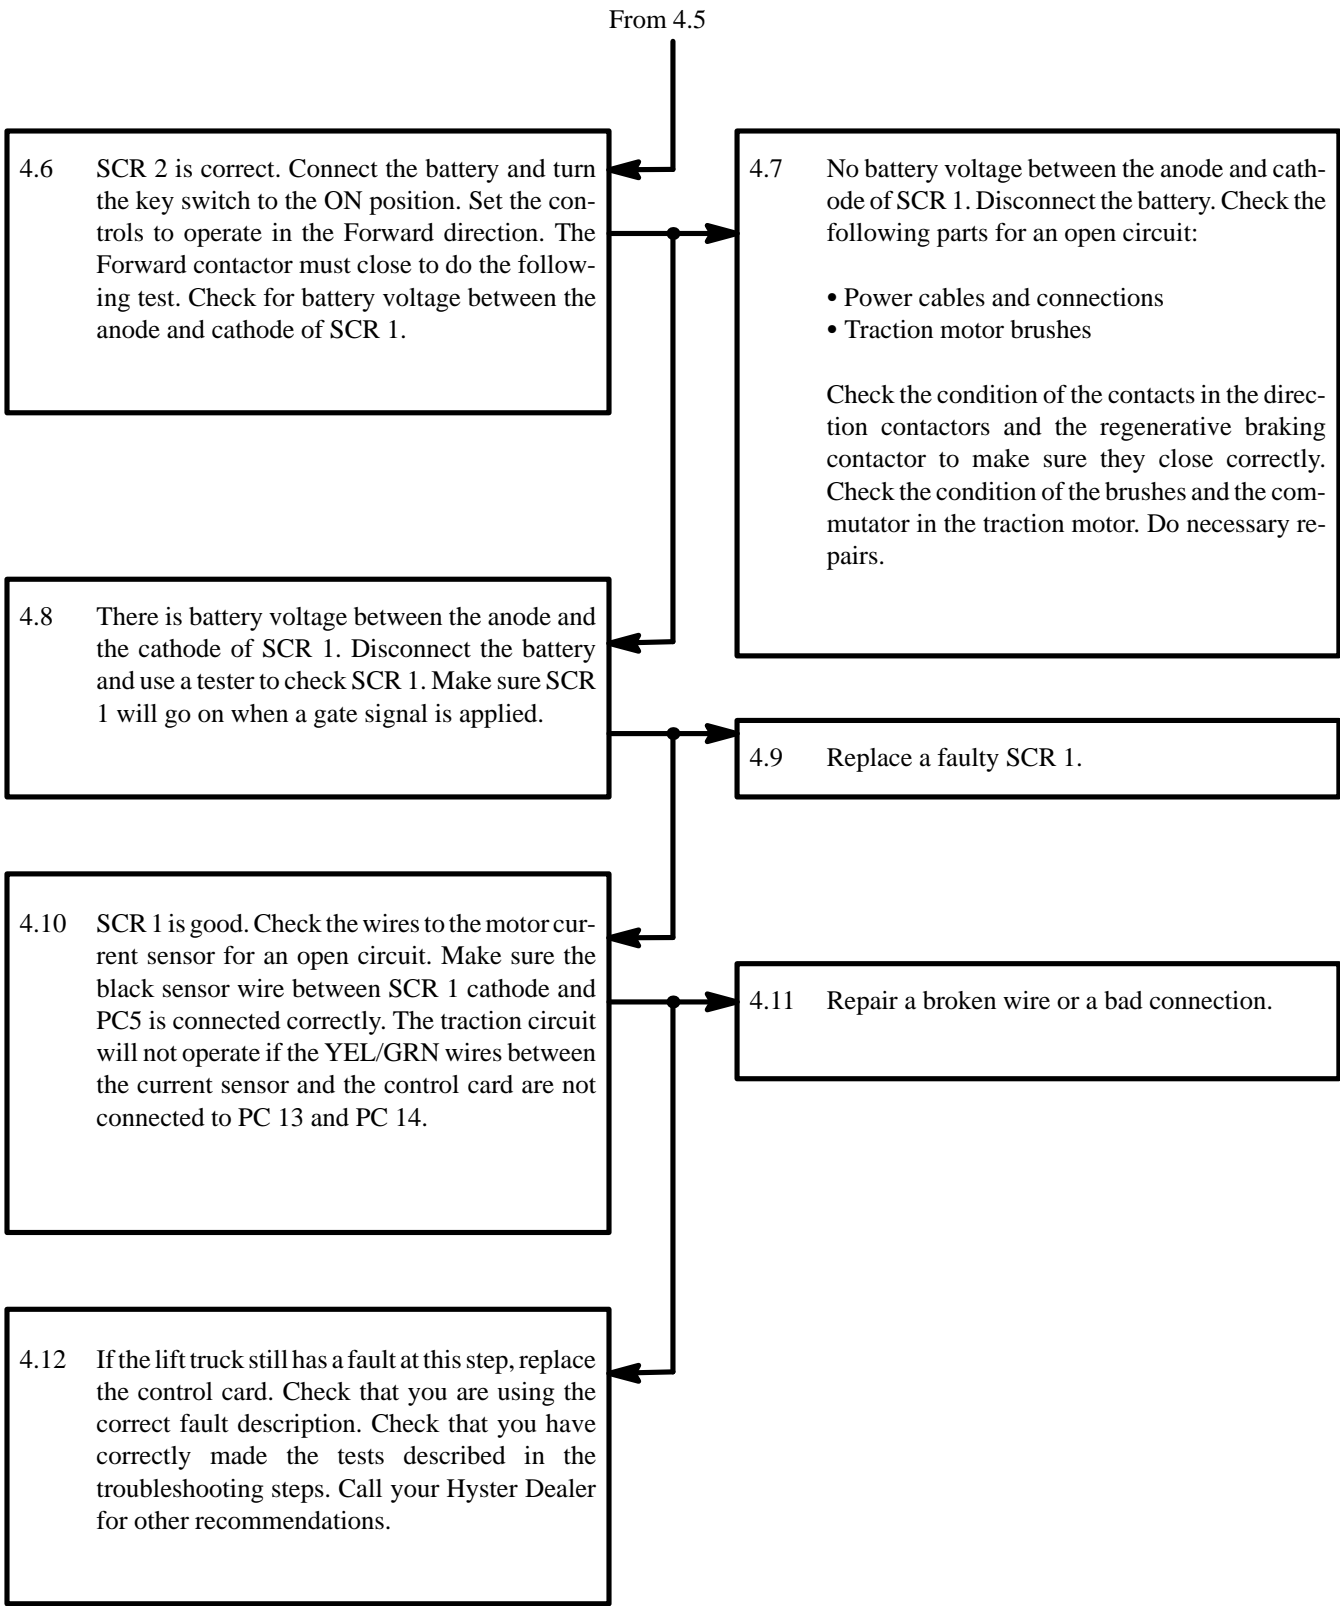 From 4.5
4.6 SCR 2 is correct. Connect the battery and turn
the key switch to the ON position. Set the con-
trols to operate in the Forward direction. The
Forward contactor must close to do the follow-
ing test. Check for battery voltage between the
anode and cathode of SCR 1.
4.7 No battery voltage between the anode and cath-
ode of SCR 1. Disconnect the battery. Check the
following parts for an open circuit:
• Power cables and connections
• Traction motor brushes
Check the condition of the contacts in the direc-
tion contactors and the regenerative braking
contactor to make sure they close correctly.
Check the condition of the brushes and the com-
mutator in the traction motor. Do necessary re-
pairs.
4.8 There is battery voltage between the anode and
the cathode of SCR 1. Disconnect the battery
and use a tester to check SCR 1. Make sure SCR
1 will go on when a gate signal is applied.
4.9 Replace a faulty SCR 1.
4.10 SCR 1 is good. Check the wires to the motor cur-
rent sensor for an open circuit. Make sure the
black sensor wire between SCR 1 cathode and
PC5 is connected correctly. The traction circuit
will not operate if the YEL/GRN wires between
the current sensor and the control card are not
connected to PC 13 and PC 14.
4.11 Repair a broken wire or a bad connection.
4.12 If the lift truck still has a fault at this step, replace
the control card. Check that you are using the
correct fault description. Check that you have
correctly made the tests described in the
troubleshooting steps. Call your Hyster Dealer
for other recommendations.